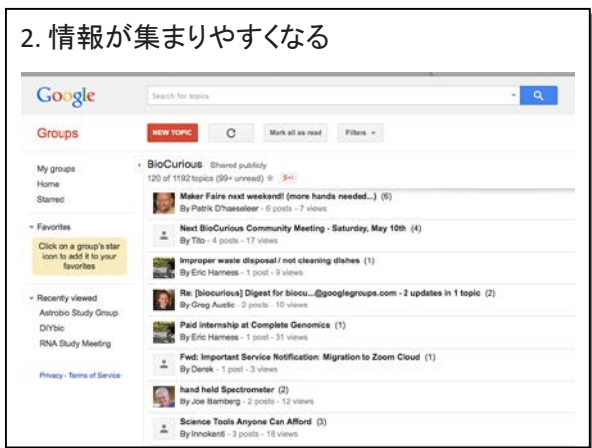 2. 情報が集まりやすくなる
Google
Search for topics
Groups
NEW TOPIC
Mark all as read
Filters
My groups
Home
Starred
Favorites
Click on a group's star
icon to add it to your
favorites
Recently viewed
Astrobio Study Group
DIYbic
RNA Study Meeting
Privacy - Terms of Service
BioCurious Shared publicly
120 of 1192 topics (99+ unread)
Maker Faire next weekend! (more hands needed...) (6)
By Patrik D'haeseleer - 6 posts - 7 views
Next BioCurious Community Meeting - Saturday, May 10th (4)
By Tito - 4 posts - 17 views
Improper waste disposal / not cleaning dishes (1)
By Eric Harness - 1 post - 9 views
Re: [biocurious] Digest for biocu...@googlegroups.com - 2 updates in 1 topic (2)
By Greg Austic - 2 posts - 10 views
Paid internship at Complete Genomics (1)
By Eric Harness - 1 post - 31 views
Fwd: Important Service Notification: Migration to Zoom Cloud (1)
By Derek - 1 post - 3 views
hand held Spectrometer (2)
By Joe Bamberg - 2 posts - 12 views
Science Tools Anyone Can Afford (3)
By Innokenti - 3 posts - 18 views